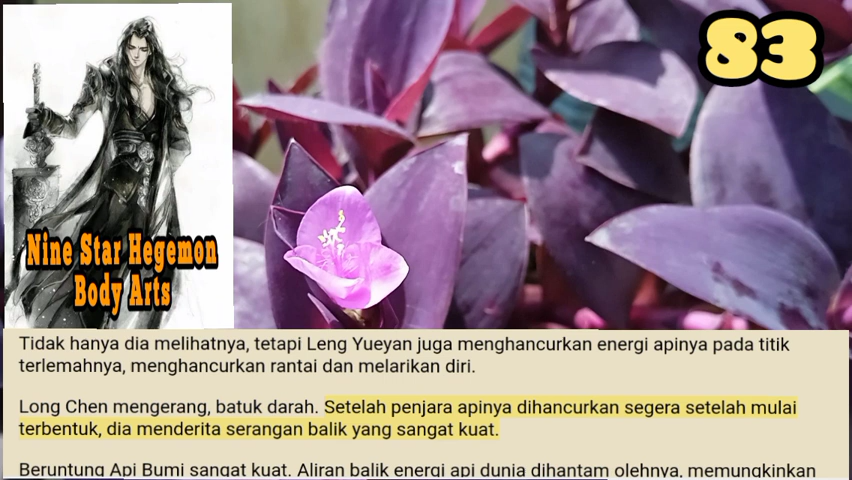 83
Nine Star Hegemon
Body Arts
Tidak hanya dia melihatnya, tetapi Leng Yueyan juga menghancurkan energi apinya pada titik
terlemahnya, menghancurkan rantai dan melarikan diri.
Long Chen mengerang, batuk darah. Setelah penjara apinya dihancurkan segera setelah mulai
terbentuk, dia menderita serangan balik yang sangat kuat.
Beruntung Api Bumi sangat kuat. Aliran balik energi api dunia dihantam olehnya, memungkinkan